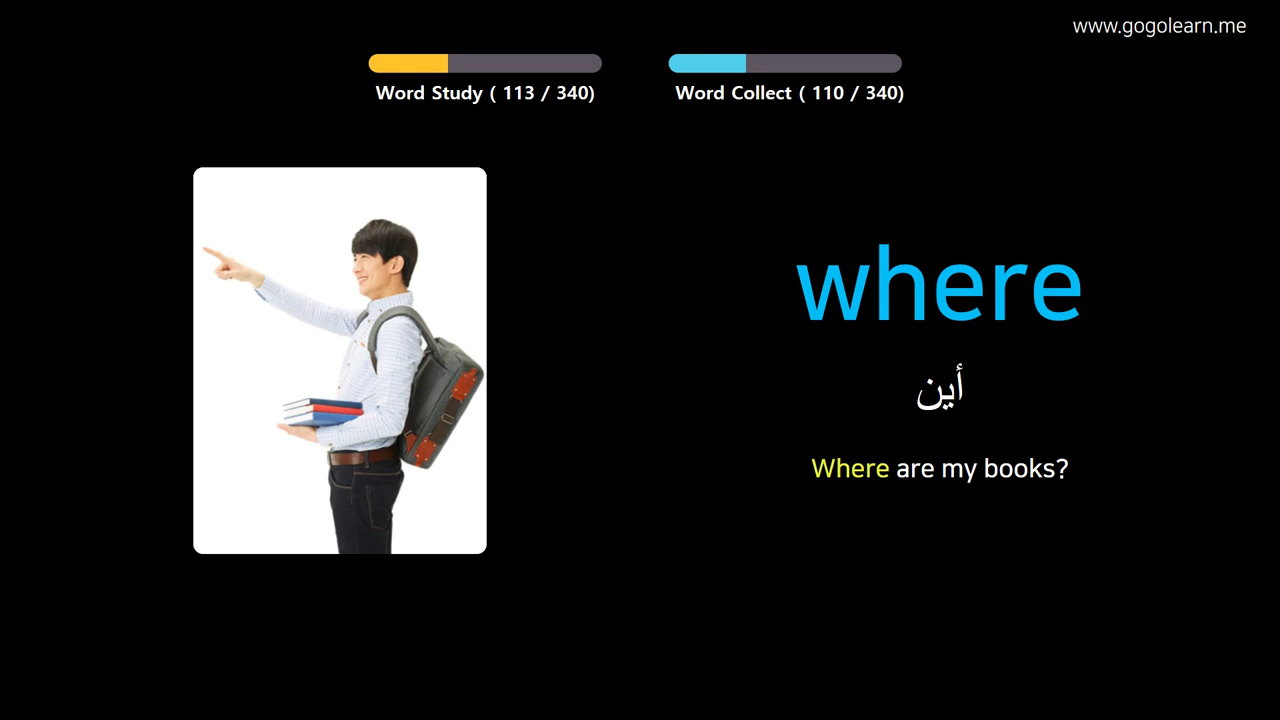 www.gogolearn.me
Word Study ( 113 / 340)
Word Collect ( 110 / 340)
where
أين
Where are my books?